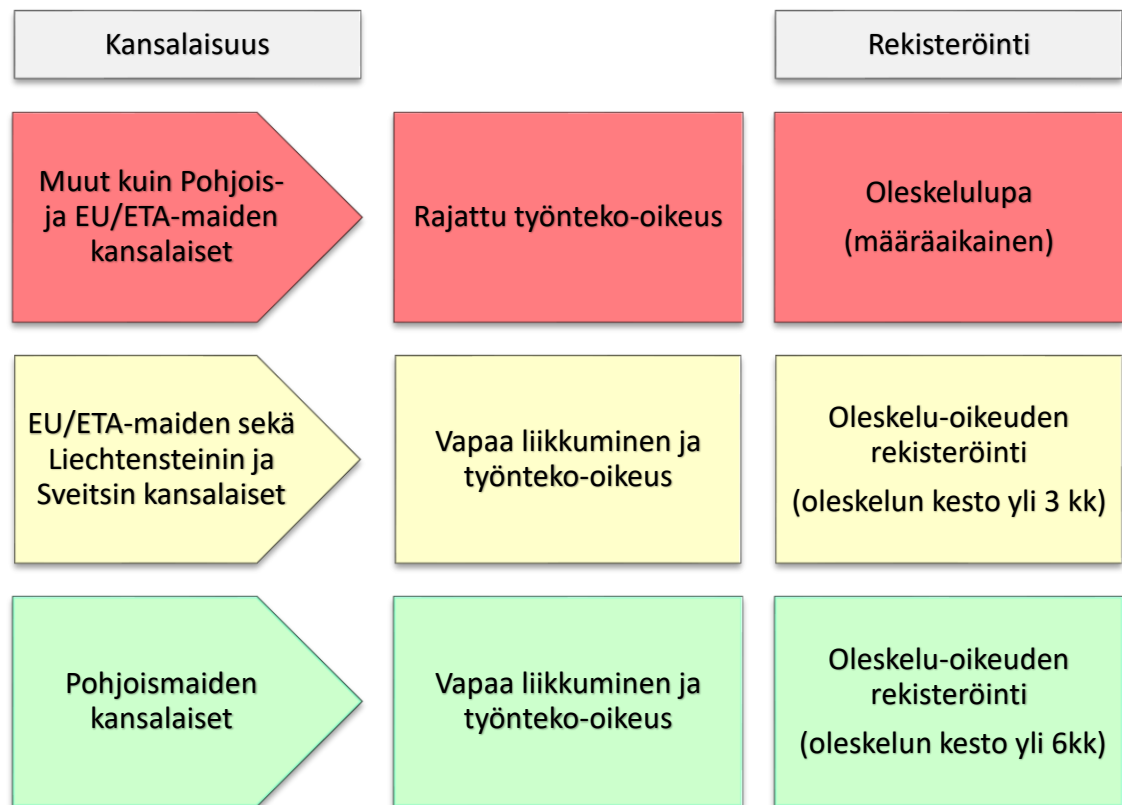 Kansalaisuus
Rekisteröinti
Muut kuin Pohjois-
ja EU/ETA-maiden
kansalaiset
Rajattu työnteko-oikeus
Oleskelulupa
(määräaikainen)
EU/ETA-maiden sekä
Liechtensteinin ja
Sveitsin kansalaiset
Vapaa liikkuminen ja
työnteko-oikeus
Oleskelu-oikeuden
rekisteröinti
(oleskelun kesto yli 3 kk)
Pohjoismaiden
kansalaiset
Vapaa liikkuminen ja
työnteko-oikeus
Oleskelu-oikeuden
rekisteröinti
(oleskelun kesto yli 6kk)